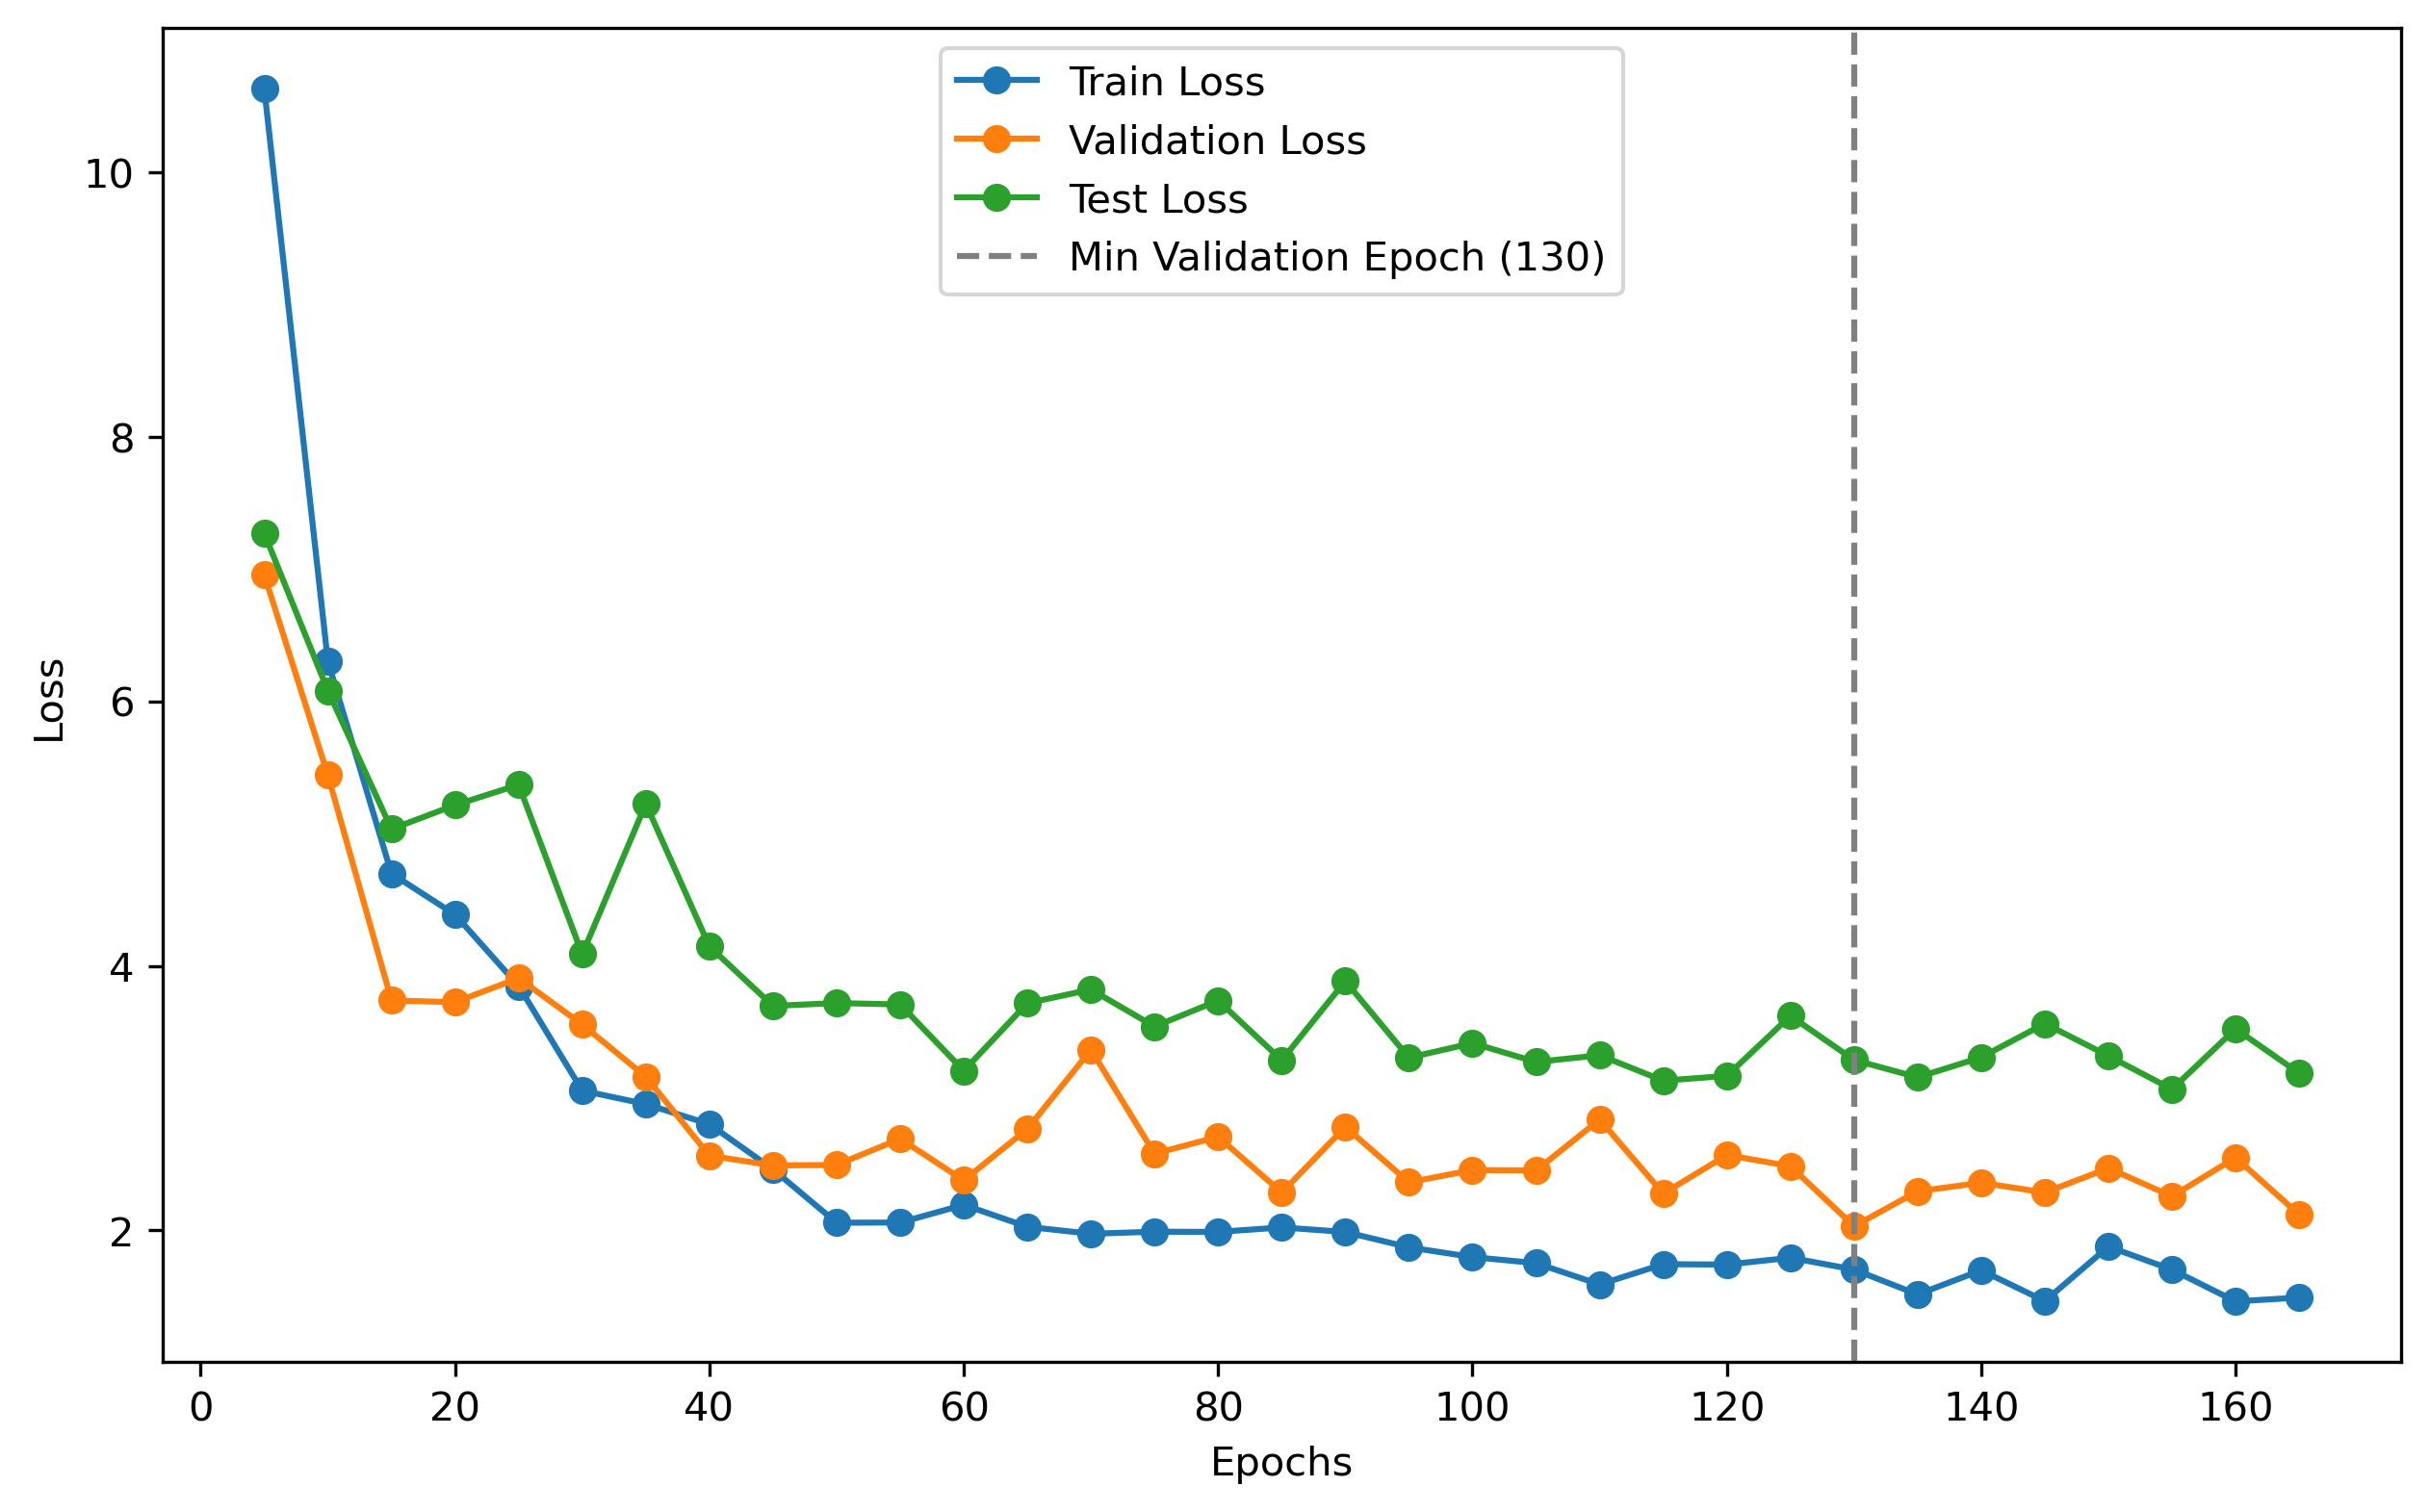 Train Loss
Validation Loss
Test Loss
Min Validation Epoch (130)
10
8
6
4
2
Loss
0 20 40 60 80 100 120 140 160
Epochs